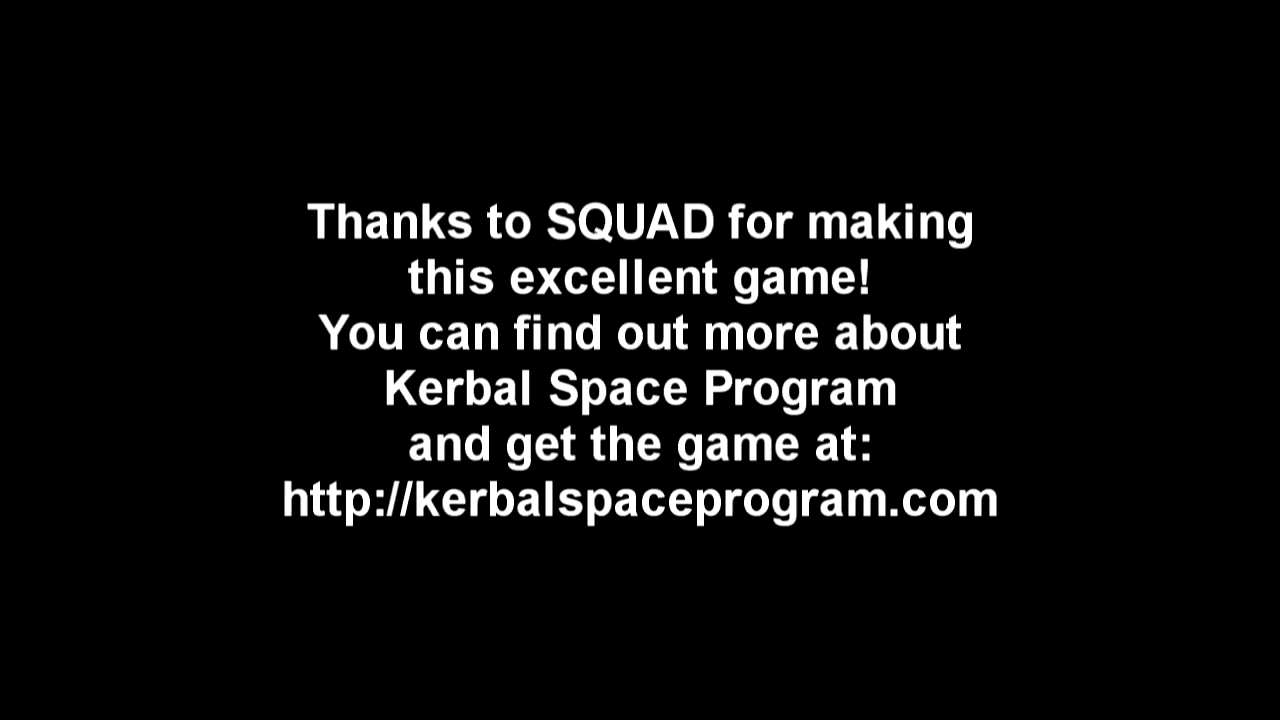 Thanks to SQUAD for making
this excellent game!
You can find out more about
Kerbal Space Program
and get the game at:
http://kerbalspaceprogram.com